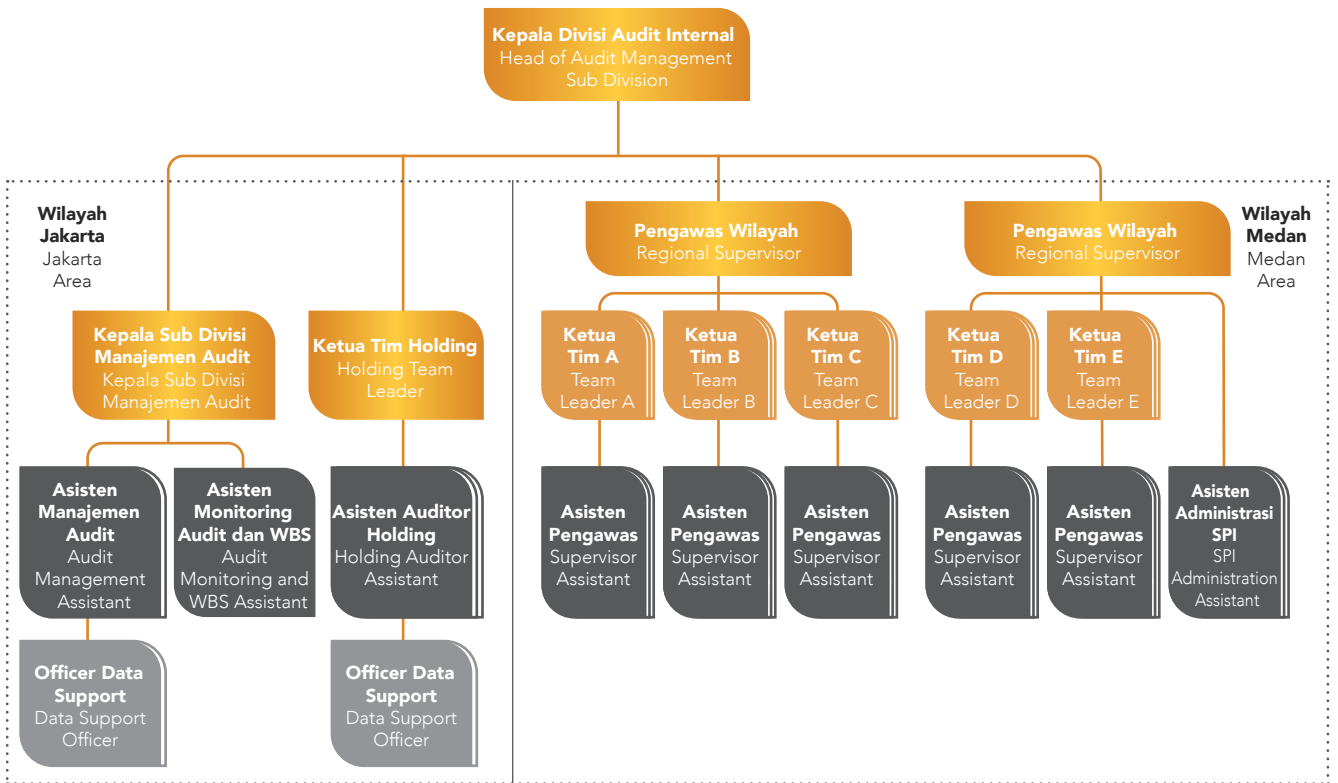 Kepala Divisi Audit Internal
Head of Audit Management
Sub Division
Wilayah
Jakarta
Jakarta
Area
Pengawas Wilayah
Regional Supervisor
Pengawas Wilayah
Regional Supervisor
Wilayah
Medan
Medan
Area
Kepala Sub Divisi
Manajemen Audit
Kepala Sub Divisi
Manajemen Audit
Ketua Tim Holding
Holding Team
Leader
Ketua
Tim A
Team
Leader A
Ketua
Tim B
Team
Leader B
Ketua
Tim C
Team
Leader C
Ketua
Tim D
Team
Leader D
Ketua
Tim E
Team
Leader E
Asisten
Manajemen
Audit
Audit
Management
Assistant
Asisten
Monitoring
Audit dan WBS
Audit
Monitoring and
WBS Assistant
Asisten Auditor
Holding
Holding Auditor
Assistant
Asisten
Pengawas
Supervisor
Assistant
Asisten
Pengawas
Supervisor
Assistant
Asisten
Pengawas
Supervisor
Assistant
Asisten
Pengawas
Supervisor
Assistant
Asisten
Pengawas
Supervisor
Assistant
Asisten
Administrasi
SPI
SPI
Administration
Assistant
Officer Data
Support
Data Support
Officer
Officer Data
Support
Data Support
Officer